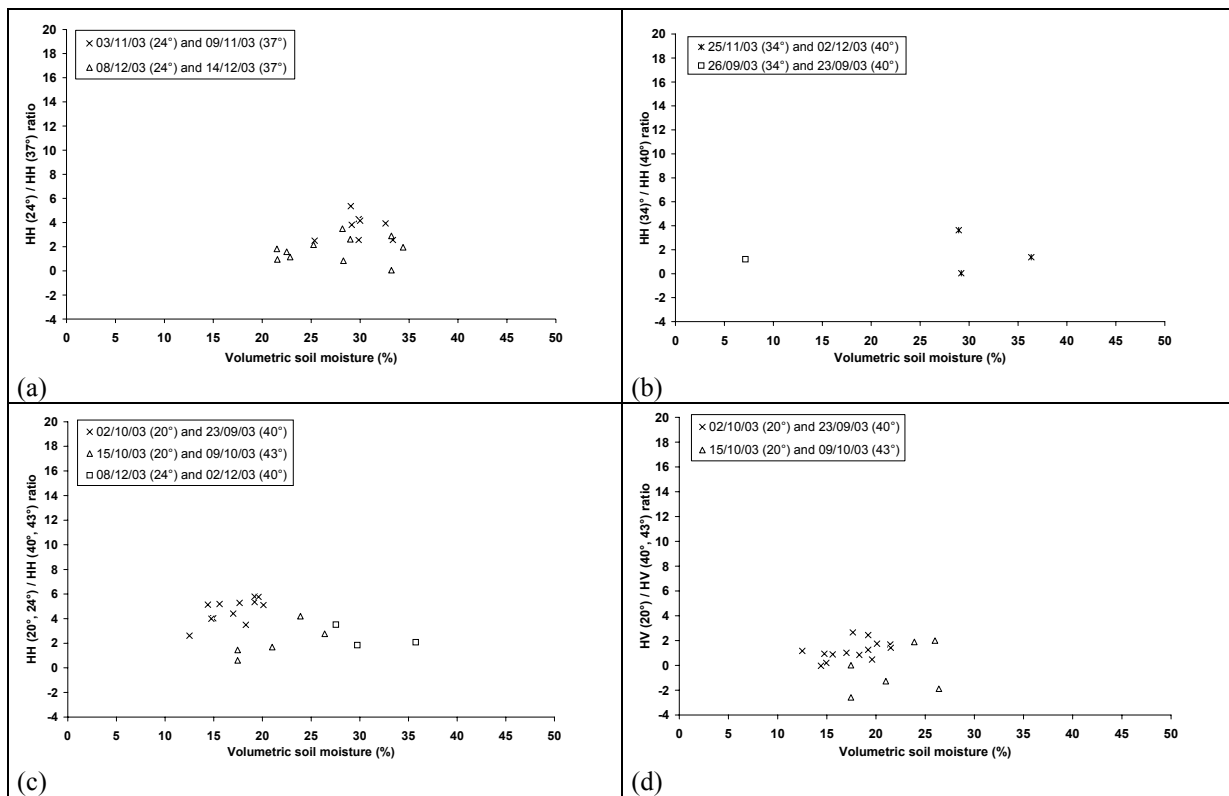 × 03/11/03 (24°) and 09/11/03 (37°)
△ 08/12/03 (24°) and 14/12/03 (37°)
HH (24°) / HH (37°) ratio
20
18
16
14
12
10
8
6
4
2
0
-2
-4
0 5 10 15 20 25 30 35 40 45 50
Volumetric soil moisture (%)
(a)
25/11/03 (34°) and 02/12/03 (40°)
□ 26/09/03 (34°) and 23/09/03 (40°)
HH (34)° / HH (40°) ratio
20
18
16
14
12
10
8
6
4
2
0
-2
-4
0 5 10 15 20 25 30 35 40 45 50
Volumetric soil moisture (%)
(b)
× 02/10/03 (20°) and 23/09/03 (40°)
△ 15/10/03 (20°) and 09/10/03 (43°)
□ 08/12/03 (24°) and 02/12/03 (40°)
HH (20°, 24°) / HH (40°, 43°) ratio
20
18
16
14
12
10
8
6
4
2
0
-2
-4
0 5 10 15 20 25 30 35 40 45 50
Volumetric soil moisture (%)
(c)
× 02/10/03 (20°) and 23/09/03 (40°)
△ 15/10/03 (20°) and 09/10/03 (43°)
HV (20°) / HV (40°, 43°) ratio
20
18
16
14
12
10
8
6
4
2
0
-2
-4
0 5 10 15 20 25 30 35 40 45 50
Volumetric soil moisture (%)
(d)